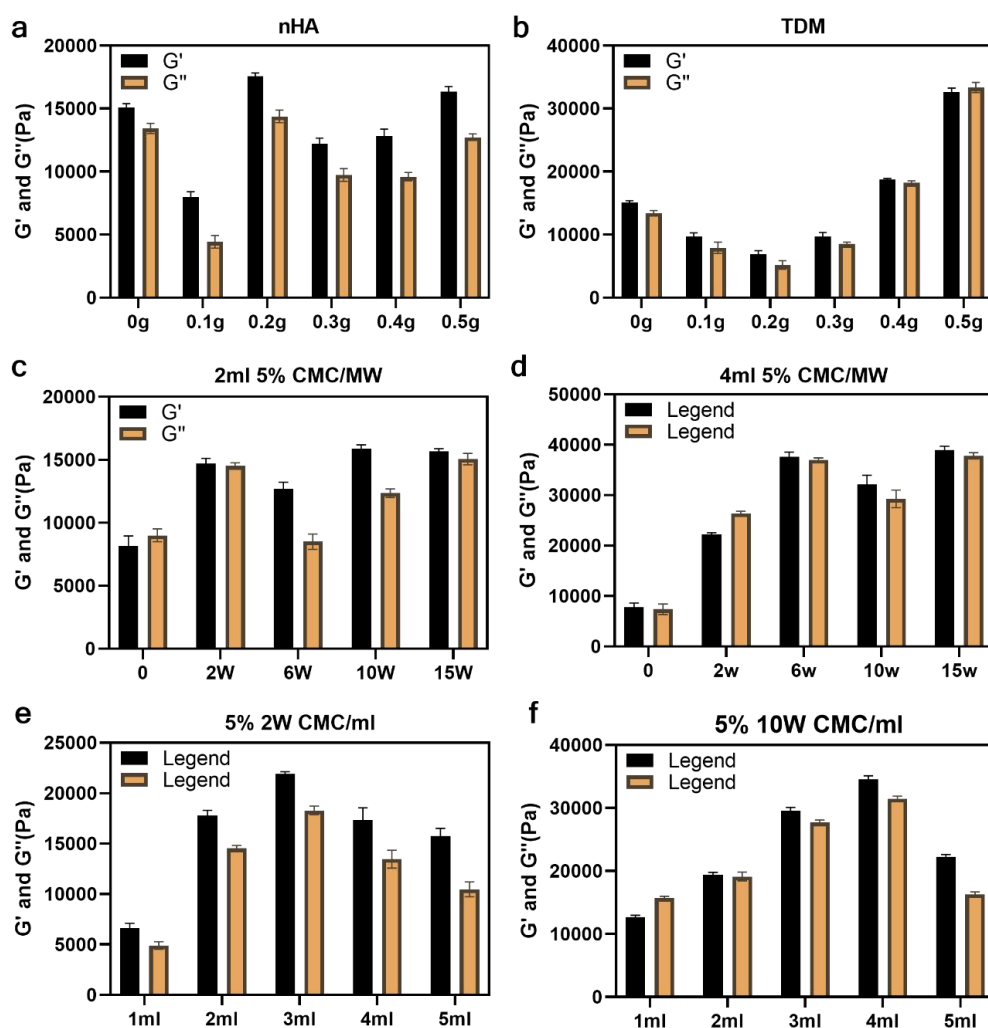 a
nHA
G' and G''(Pa)
20000
15000
10000
5000
0
G'
G''
0g 0.1g 0.2g 0.3g 0.4g 0.5g
b
TDM
G' and G''(Pa)
40000
30000
20000
10000
0
G'
G''
0g 0.1g 0.2g 0.3g 0.4g 0.5g
c
2ml 5% CMC/MW
G' and G''(Pa)
20000
15000
10000
5000
0
G'
G''
0 2W 6W 10W 15W
d
4ml 5% CMC/MW
G' and G''(Pa)
50000
40000
30000
20000
10000
0
Legend
Legend
0 2w 6w 10w 15w
e
5% 2W CMC/ml
G' and G''(Pa)
25000
20000
15000
10000
5000
0
Legend
Legend
1ml 2ml 3ml 4ml 5ml
f
5% 10W CMC/ml
G' and G''(Pa)
40000
30000
20000
10000
0
Legend
Legend
1ml 2ml 3ml 4ml 5ml